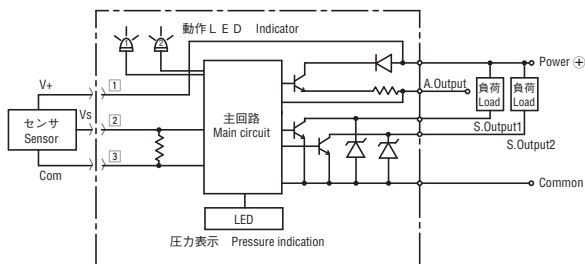 動作LED Indicator
1
2
Power ⊕
V+
1
A.Output
負荷
Load
負荷
Load
センサ
Sensor
Vs
2
主回路
Main circuit
S.Output1
S.Output2
3
Com
Common
LED
圧力表示 Pressure indication